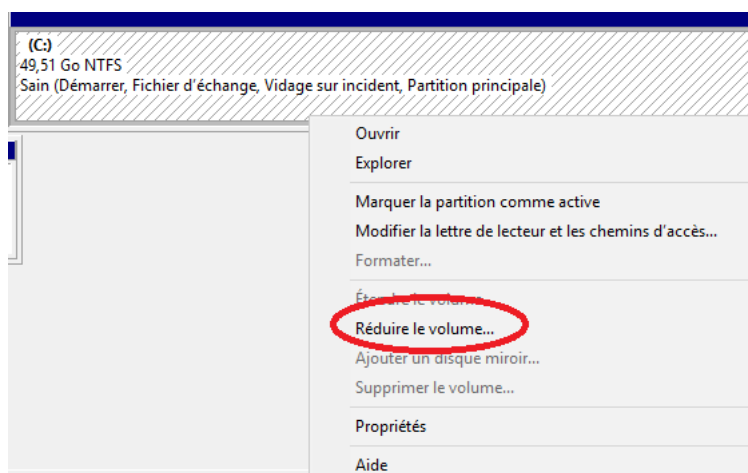 (C:)
49,51 Go NTFS
Sain (Démarrer, Fichier d'échange, Vidage sur incident, Partition principale)
Ouvrir
Explorer
Marquer la partition comme active
Modifier la lettre de lecteur et les chemins d'accès...
Formater...
Étendre le volume...
Réduire le volume...
Ajouter un disque miroir...
Supprimer le volume...
Propriétés
Aide